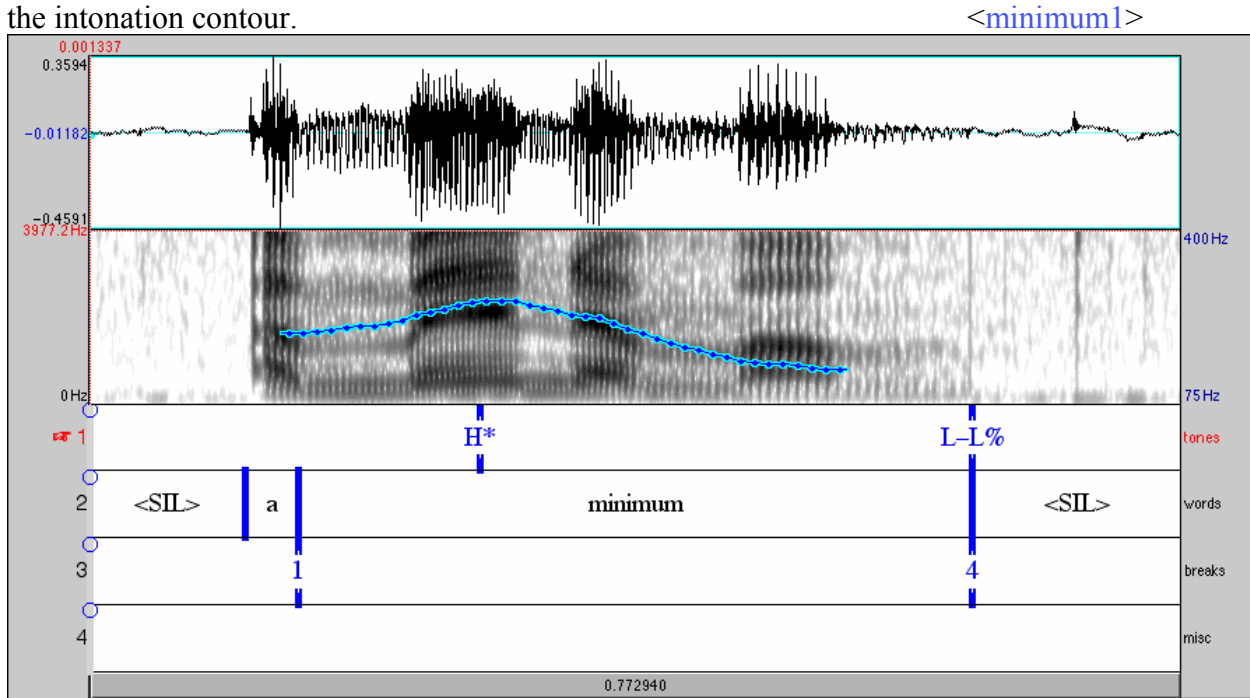 the intonation contour. <minimum1>
0.001337
0.3594
-0.01182
-0.4591
3977.2Hz 400Hz
0Hz 75Hz
1 H* L–L% tones
2 <SIL> a minimum <SIL> words
3 1 4 breaks
4 misc
0.772940